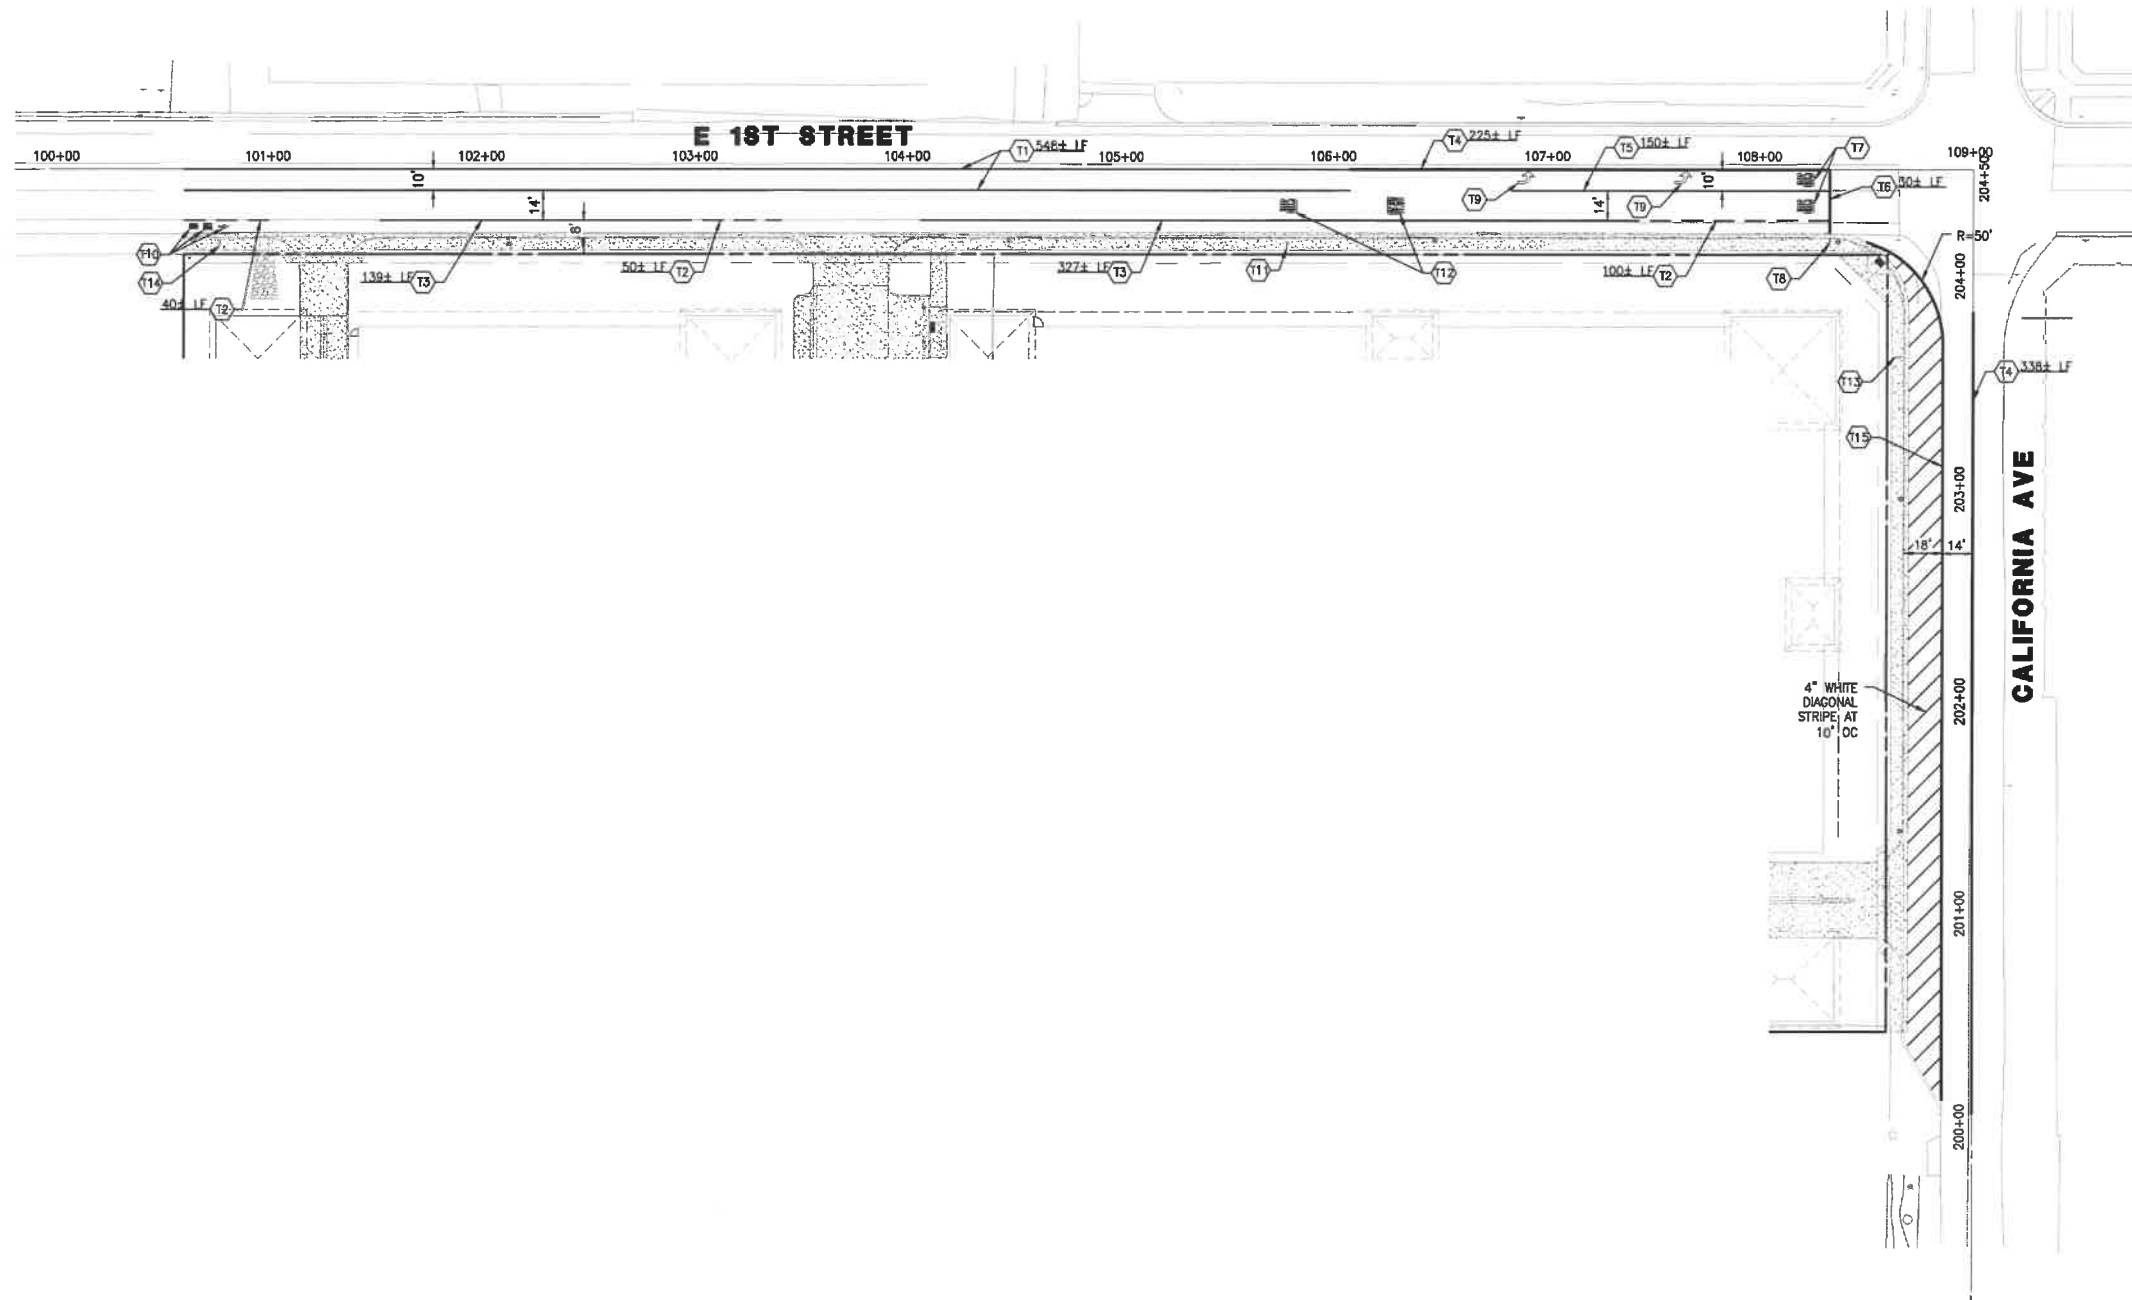 E 1ST STREET
100+00
101+00
102+00
103+00
104+00
105+00
106+00
107+00
108+00
109+00
204+50
T1 548± LF
T4 225± LF
T5 150± LF
T7
T6 30± LF
10'
14'
8'
T9
T9
14'
10'
R=50'
T10
T14
40± LF T2
139± LF T3
50± LF T2
327± LF T3
T11
T12
100± LF T2
T8
204+00
T13
T4 338± LF
T15
203+00
18'
14'
CALIFORNIA AVE
4" WHITE
DIAGONAL
STRIPE AT
10' OC
202+00
201+00
200+00